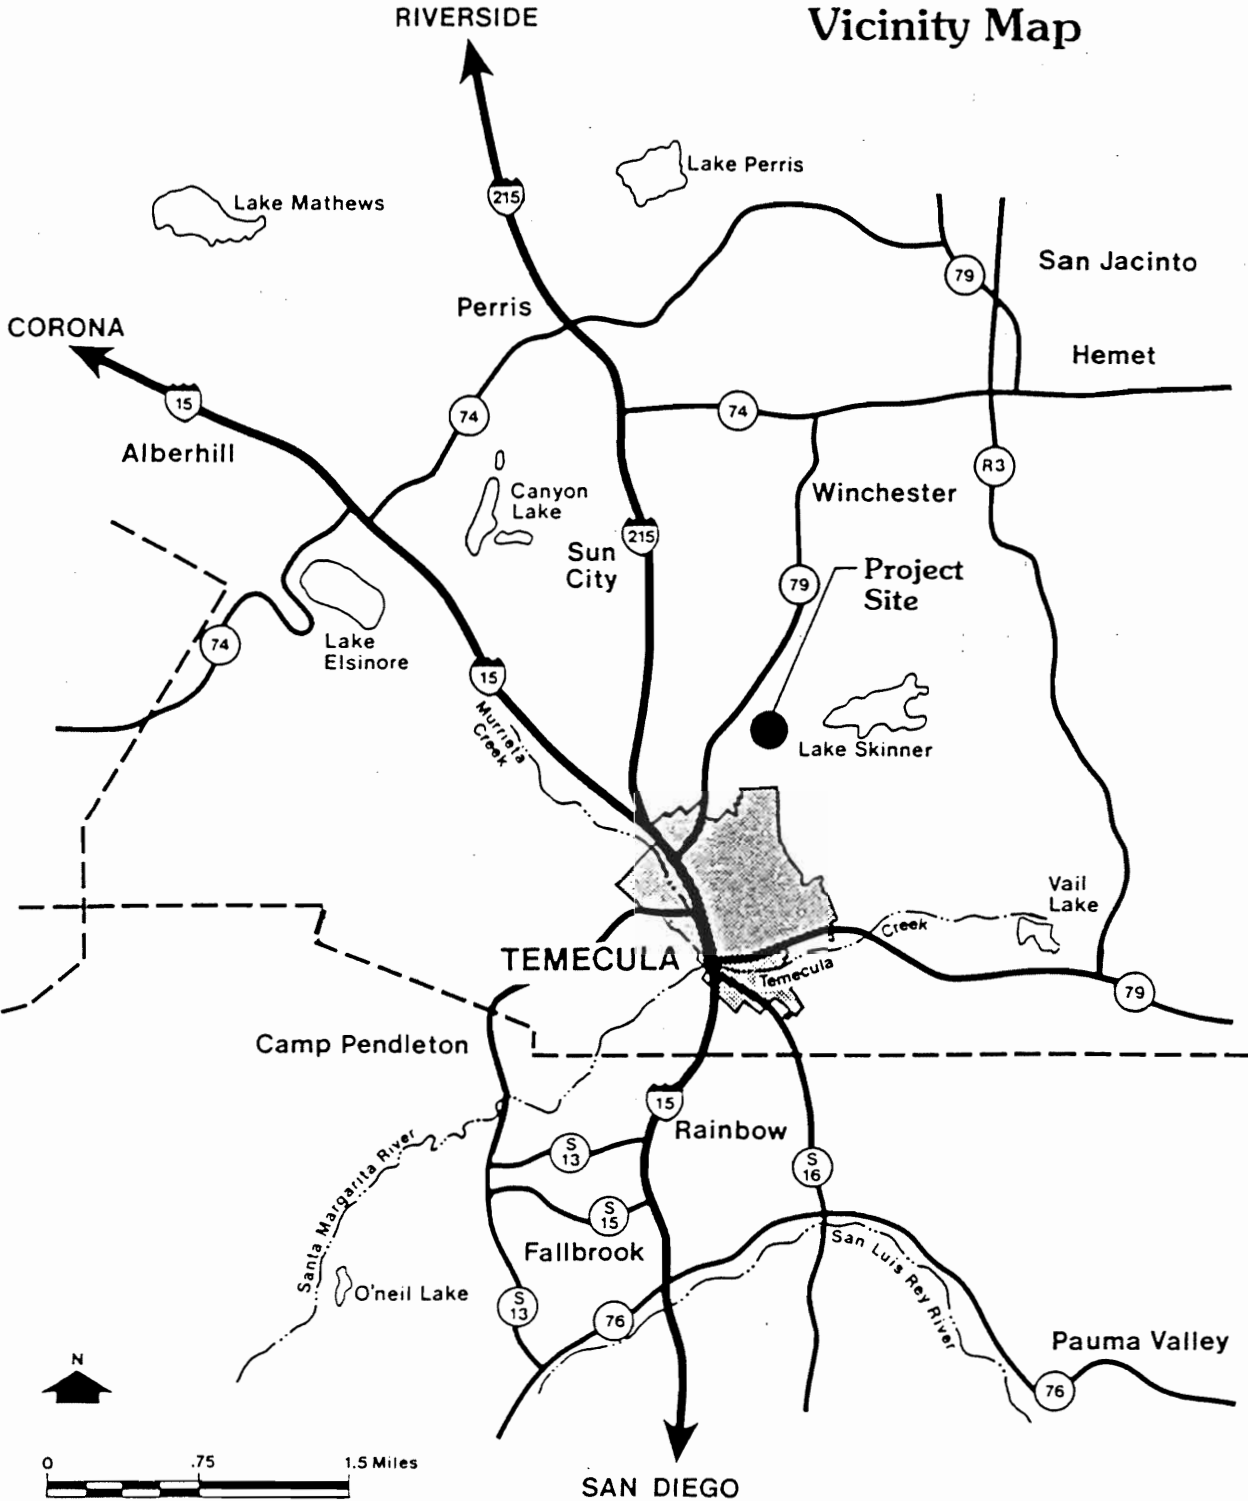 RIVERSIDE
Vicinity Map
Lake Perris
215
Lake Mathews
79
San Jacinto
Perris
CORONA
Hemet
15
74
74
Alberhill
R3
Canyon
Lake
Winchester
215
Sun
City
79
Project
Site
74
Lake
Elsinore
15
Murrieta
Creek
Lake Skinner
Vail
Lake
Creek
TEMECULA
Temecula
79
Camp Pendleton
15
Rainbow
S
13
S
16
Santa Margarita River
S
15
Fallbrook
San Luis Rey River
O'neil Lake
S
13
76
Pauma Valley
N
76
0 .75 1.5 Miles
SAN DIEGO